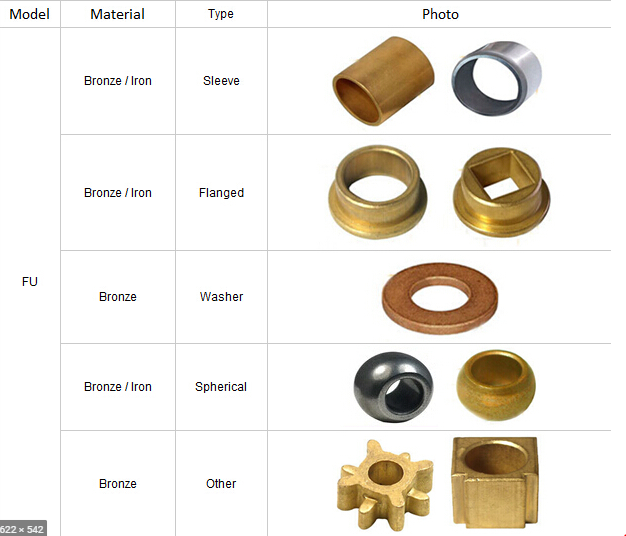 Model Material Type Photo
Bronze / Iron Sleeve
Bronze / Iron Flanged
FU
Bronze Washer
Bronze / Iron Spherical
Bronze Other
622 × 542